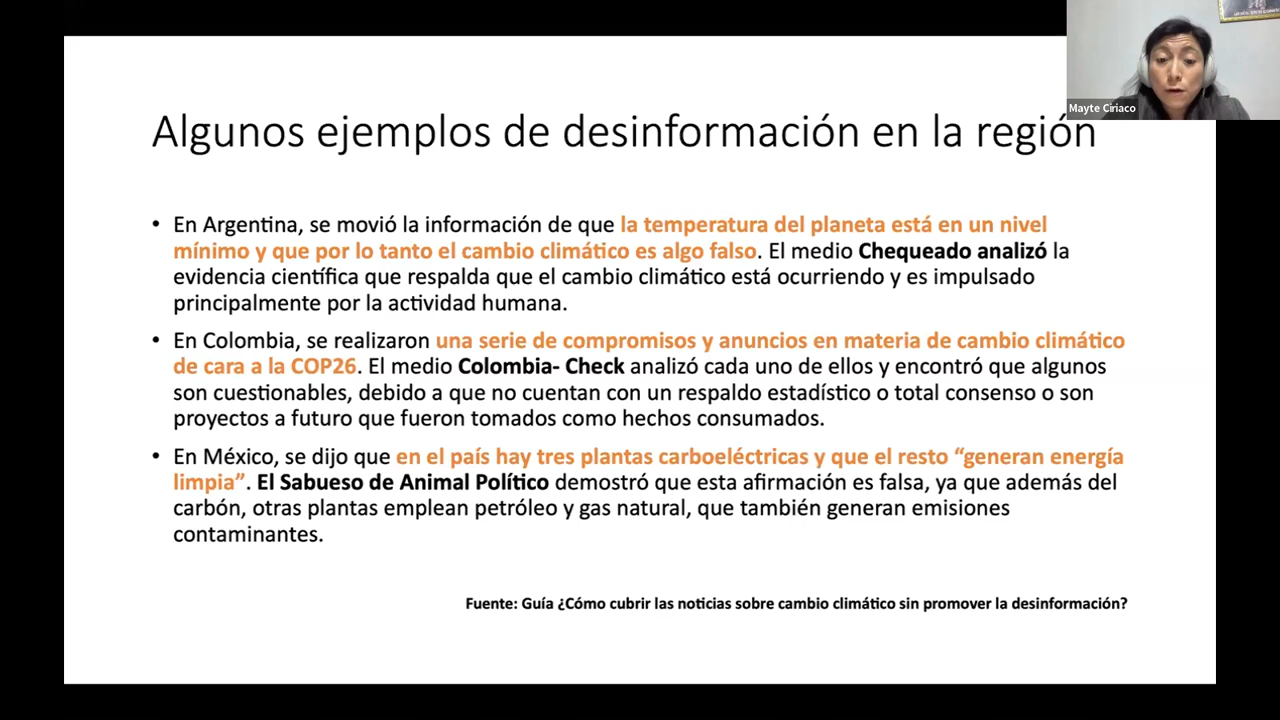 Mayte Ciriaco
Algunos ejemplos de desinformación en la región
• En Argentina, se movió la información de que la temperatura del planeta está en un nivel
mínimo y que por lo tanto el cambio climático es algo falso. El medio Chequeado analizó la
evidencia científica que respalda que el cambio climático está ocurriendo y es impulsado
principalmente por la actividad humana.
• En Colombia, se realizaron una serie de compromisos y anuncios en materia de cambio climático
de cara a la COP26. El medio Colombia- Check analizó cada uno de ellos y encontró que algunos
son cuestionables, debido a que no cuentan con un respaldo estadístico o total consenso o son
proyectos a futuro que fueron tomados como hechos consumados.
• En México, se dijo que en el país hay tres plantas carboeléctricas y que el resto “generan energía
limpia”. El Sabueso de Animal Político demostró que esta afirmación es falsa, ya que además del
carbón, otras plantas emplean petróleo y gas natural, que también generan emisiones
contaminantes.
Fuente: Guía ¿Cómo cubrir las noticias sobre cambio climático sin promover la desinformación?